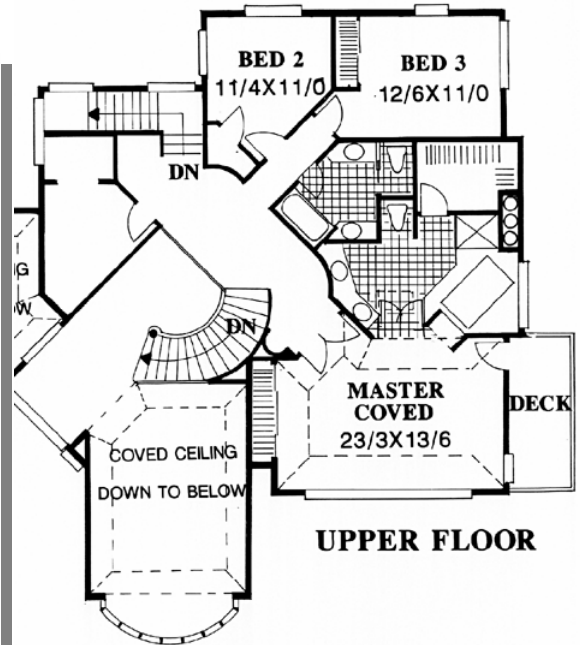 BED 2
11/4X11/0
BED 3
12/6X11/0
DN
DN
MASTER
COVED
23/3X13/6
DECK
COVED CEILING
DOWN TO BELOW
UPPER FLOOR